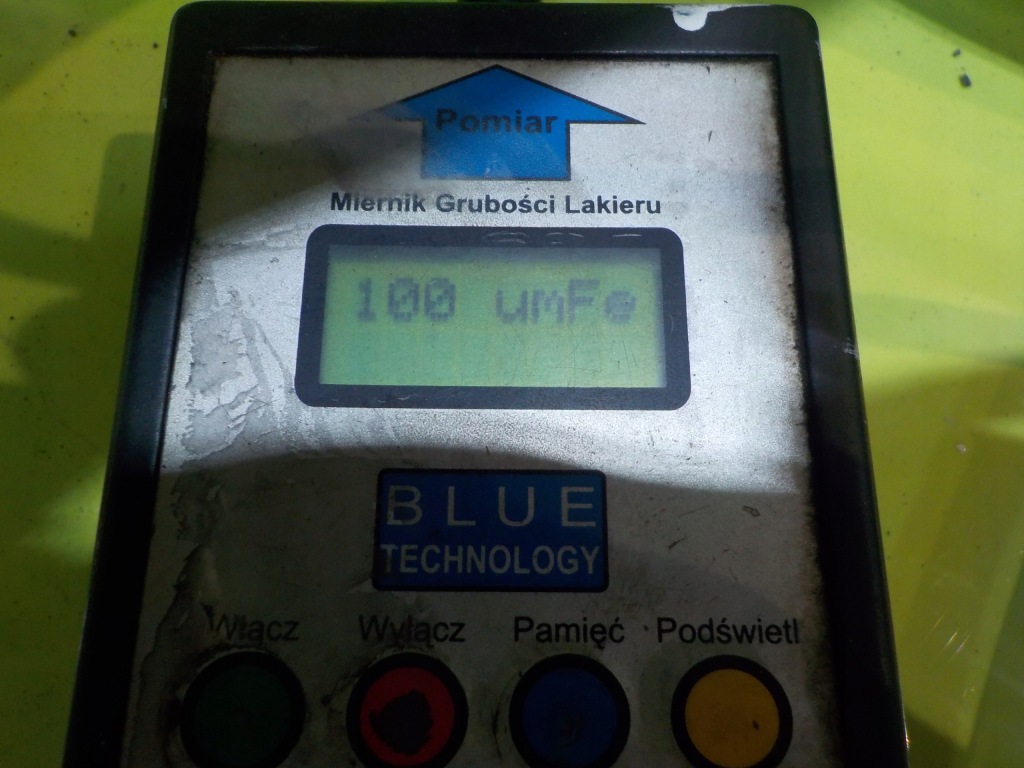 Pomiar
Miernik Grubości Lakieru
100 umFe
BLUE
TECHNOLOGY
Włącz Wyłącz Pamięć Podświetl